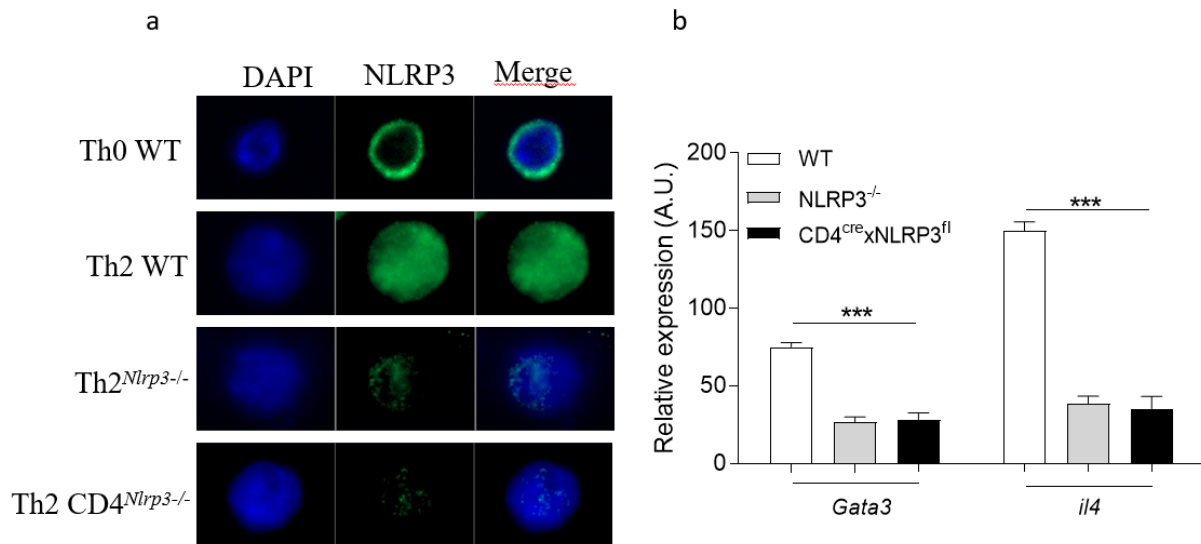 a
DAPI NLRP3 Merge
Th0 WT
Th2 WT
Th2Nlrp3-/-
Th2 CD4Nlrp3-/-
b
Relative expression (A.U.)
200
150
100
50
0
WT
NLRP3-/-
CD4crexNLRP3fl
***
***
Gata3 il4